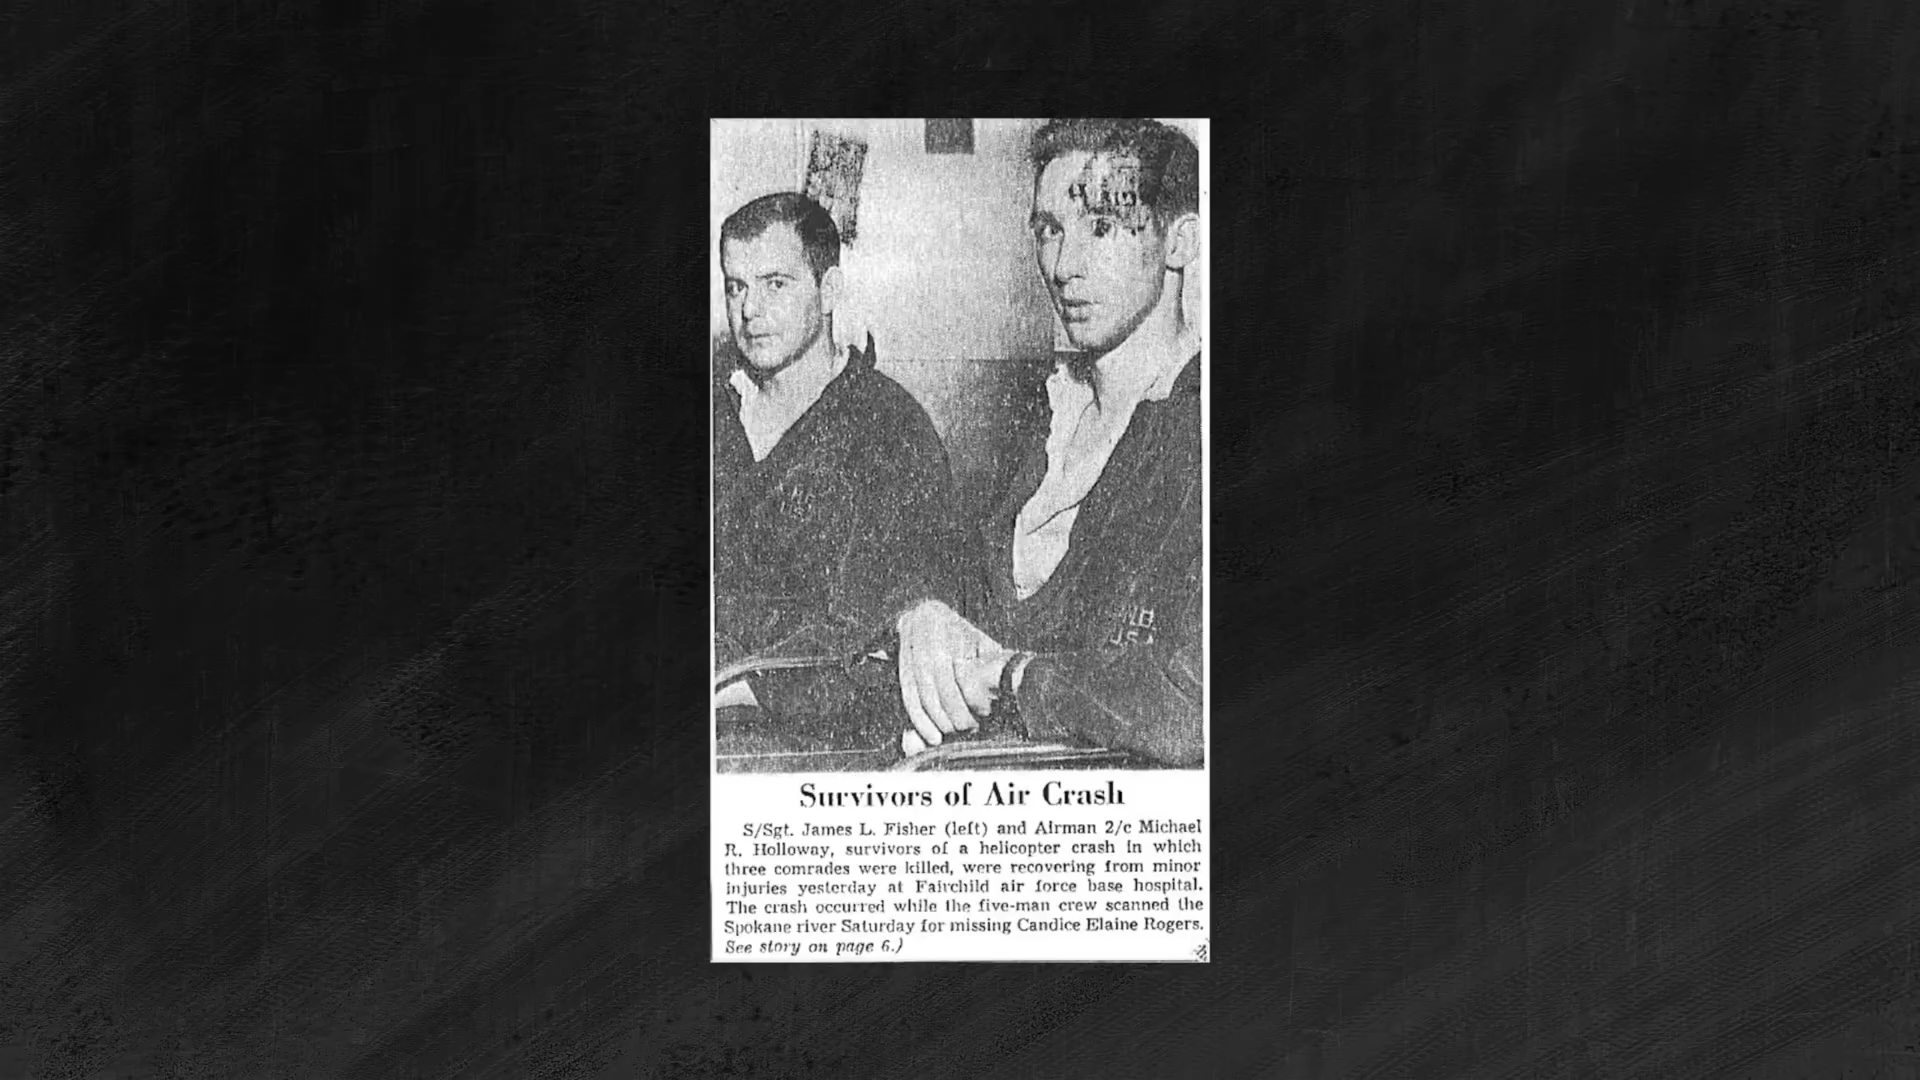 Survivors of Air Crash
S/Sgt. James L. Fisher (left) and Airman 2/c Michael
R. Holloway, survivors of a helicopter crash in which
three comrades were killed, were recovering from minor
injuries yesterday at Fairchild air force base hospital.
The crash occurred while the five-man crew scanned the
Spokane river Saturday for missing Candice Elaine Rogers.
See story on page 6.)